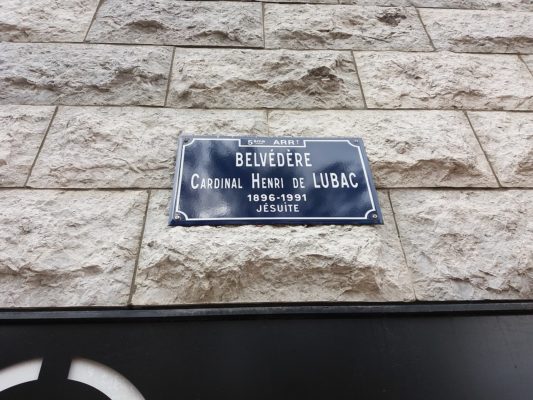 5ème ARRT
BELVÉDÈRE
CARDINAL HENRI DE LUBAC
1896-1991
JÉSUITE